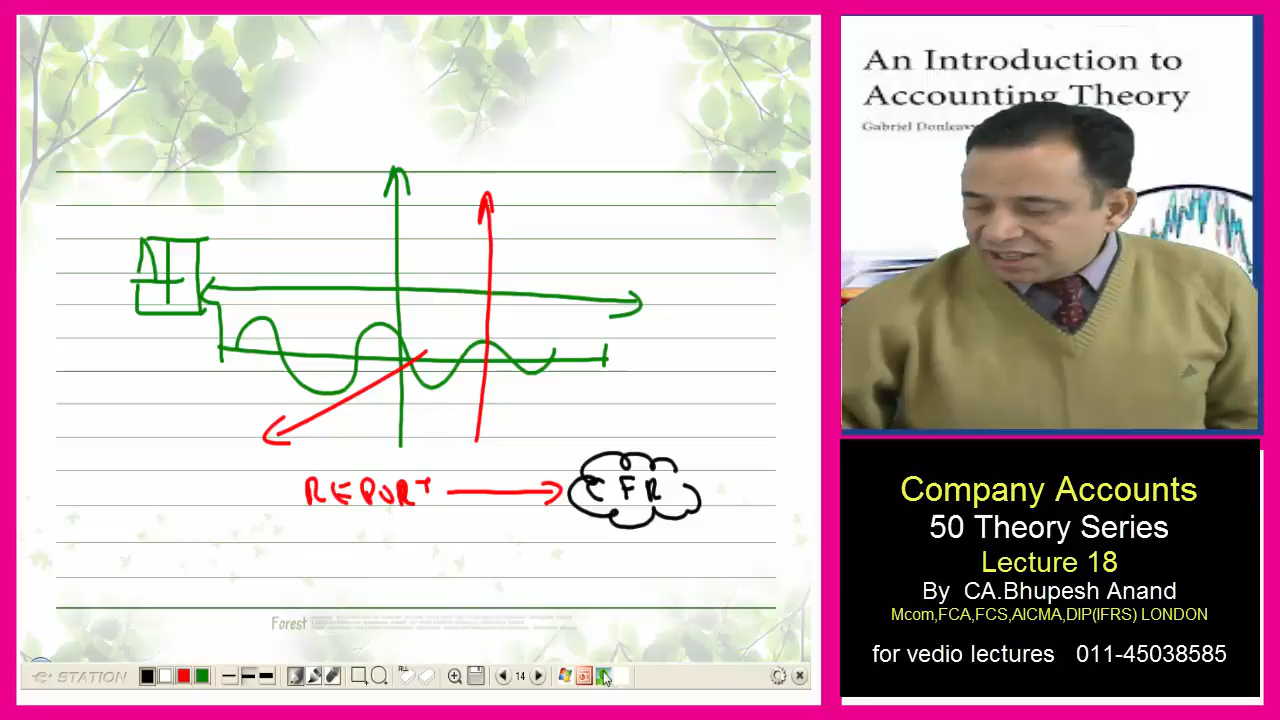 An Introduction to
Accounting Theory
REPORT
CFR
Forest
e-STATION
14
Company Accounts
50 Theory Series
Lecture 18
By CA.Bhupesh Anand
Mcom,FCA,FCS,AICMA,DIP(IFRS) LONDON
for vedio lectures 011-45038585
Gabriel